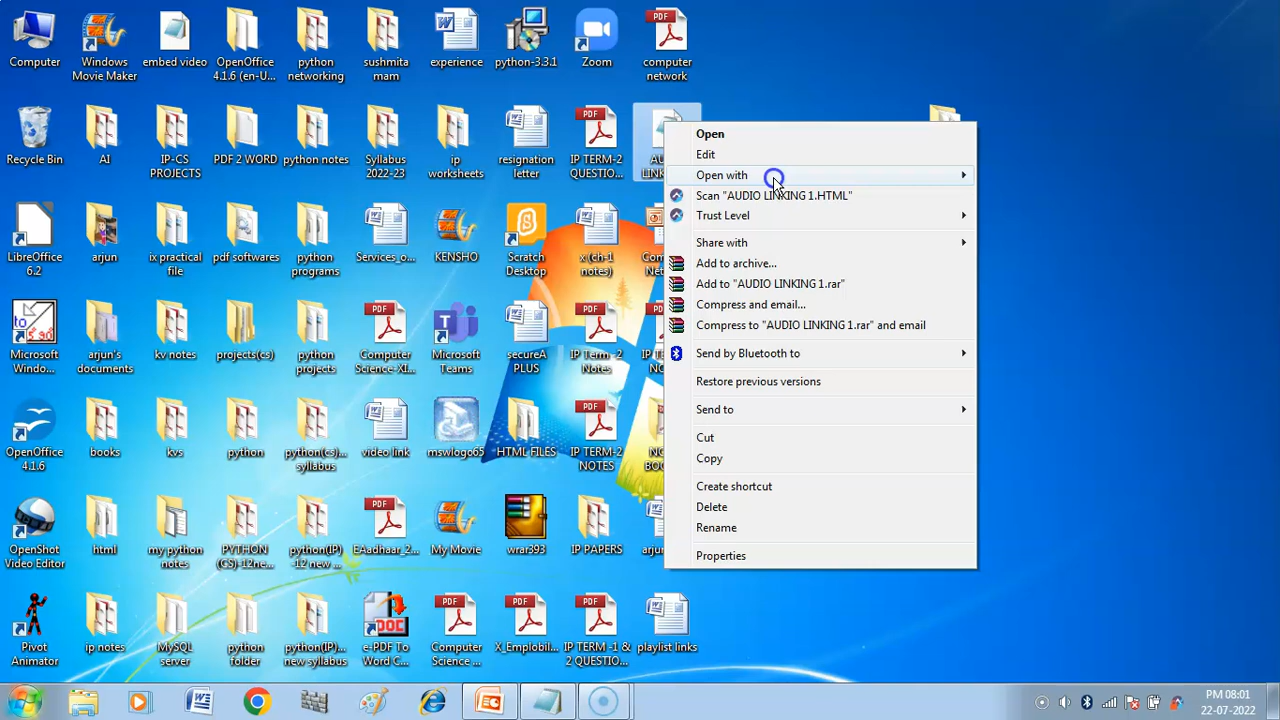 Computer
Windows
Movie Maker
embed video
OpenOffice
4.1.6 (en-U...
python
networking
sushmita
mam
experience
python-3.3.1
Zoom
computer
network
Recycle Bin
AI
IP-CS
PROJECTS
PDF 2 WORD
python notes
Syllabus
2022-23
ip
worksheets
resignation
letter
IP TERM-2
QUESTIO...
LibreOffice
6.2
arjun
ix practical
file
pdf softwares
python
programs
Services_o...
KENSHO
Scratch
Desktop
x (ch-1
notes)
Microsoft
Windo...
arjun's
documents
kv notes
projects(cs)
python
projects
Computer
Science-XI...
Microsoft
Teams
secureA
PLUS
IP Term -2
Notes
OpenOffice
4.1.6
books
kvs
python
python(cs)...
syllabus
video link
mswlogo65
HTML FILES
IP TERM-2
NOTES
OpenShot
Video Editor
html
my python
notes
PYTHON
(CS)-12ne...
python(IP)
-12 new ...
EAadhaar_2...
My Movie
wrar393
IP PAPERS
Pivot
Animator
ip notes
MySQL
server
python
folder
python(IP)...
new syllabus
e-PDF To
Word C...
Computer
Science ...
X_Emplobil...
IP TERM -1 &
2 QUESTIO...
playlist links
Open
Edit
Open with
Scan "AUDIO LINKING 1.HTML"
Trust Level
Share with
Add to archive...
Add to "AUDIO LINKING 1.rar"
Compress and email...
Compress to "AUDIO LINKING 1.rar" and email
Send by Bluetooth to
Restore previous versions
Send to
Cut
Copy
Create shortcut
Delete
Rename
Properties
PM 08:01
22-07-2022